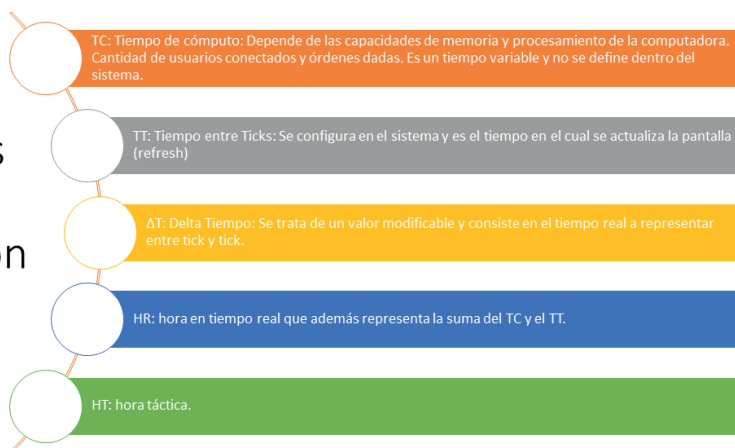 TC: Tiempo de cómputo: Depende de las capacidades de memoria y procesamiento de la computadora.
Cantidad de usuarios conectados y órdenes dadas. Es un tiempo variable y no se define dentro del
sistema.
TT: Tiempo entre Ticks: Se configura en el sistema y es el tiempo en el cual se actualiza la pantalla
(refresh)
ΔT: Delta Tiempo: Se trata de un valor modificable y consiste en el tiempo real a representar
entre tick y tick.
HR: hora en tiempo real que además representa la suma del TC y el TT.
HT: hora táctica.